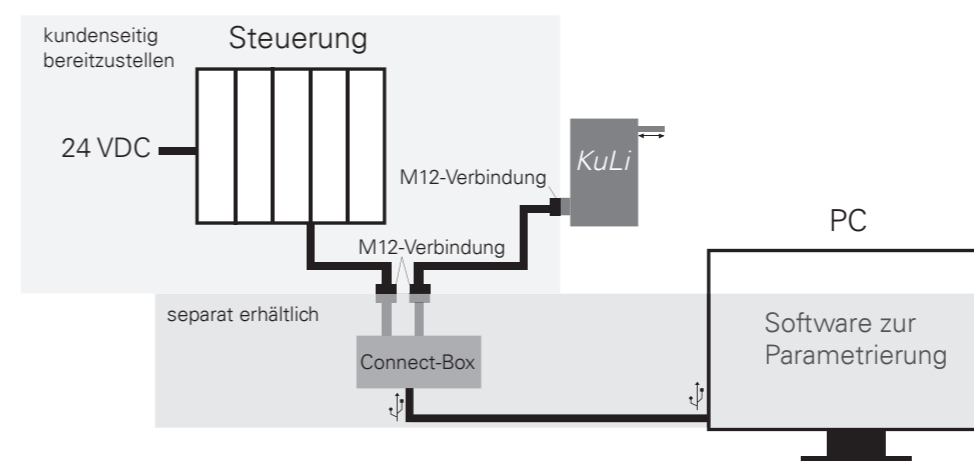 kundenseitig
bereitzustellen
Steuerung
24 VDC
M12-Verbindung
KuLi
M12-Verbindung
PC
separat erhältlich
Software zur
Parametrierung
Connect-Box